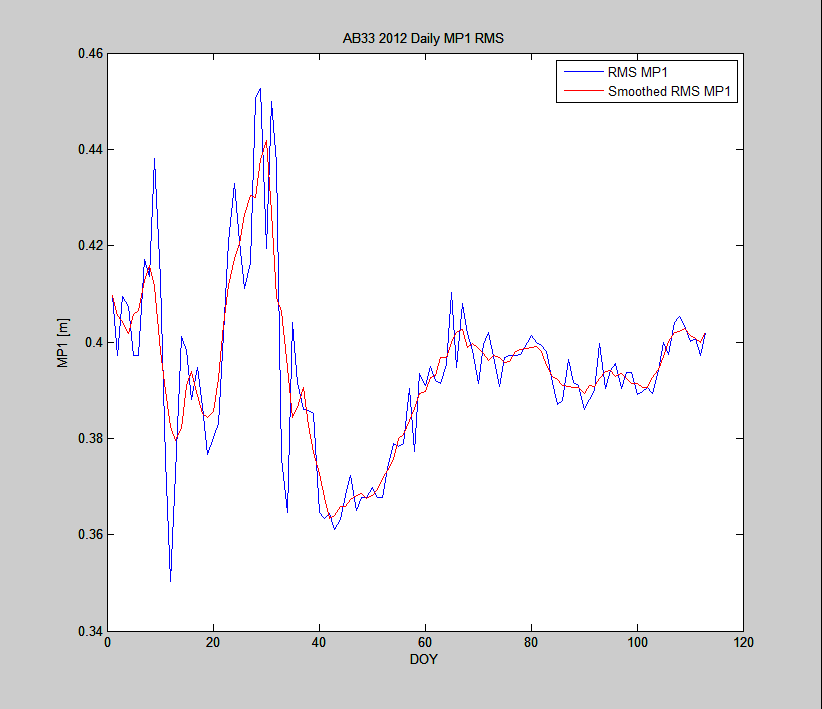 AB33 2012 Daily MP1 RMS
RMS MP1
Smoothed RMS MP1
0.46
0.44
0.42
0.4
0.38
0.36
0.34
MP1 [m]
0 20 40 60 80 100 120
DOY